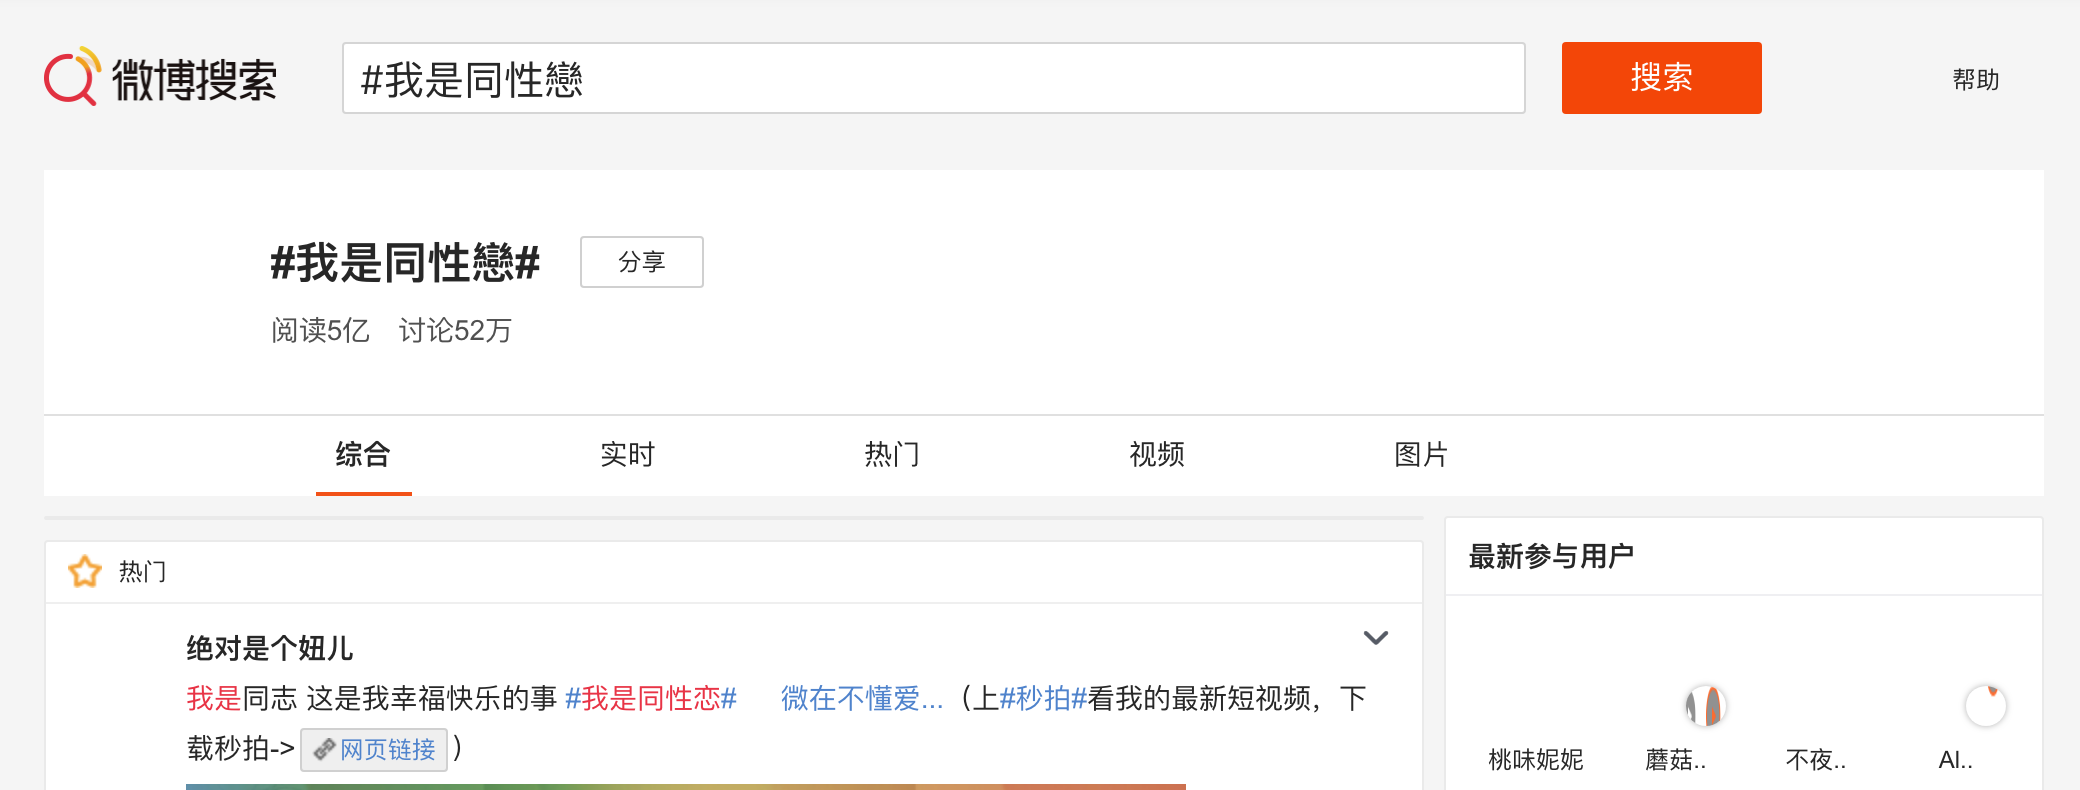 微博搜索
#我是同性戀
搜索
帮助
#我是同性戀#
分享
阅读5亿 讨论52万
综合 实时 热门 视频 图片
热门
绝对是个妞儿
我是同志 这是我幸福快乐的事 #我是同性恋# 微在不懂爱... （上#秒拍#看我的最新短视频，下
载秒拍-> 网页链接 ）
最新参与用户
桃味妮妮 蘑菇.. 不夜.. AI..